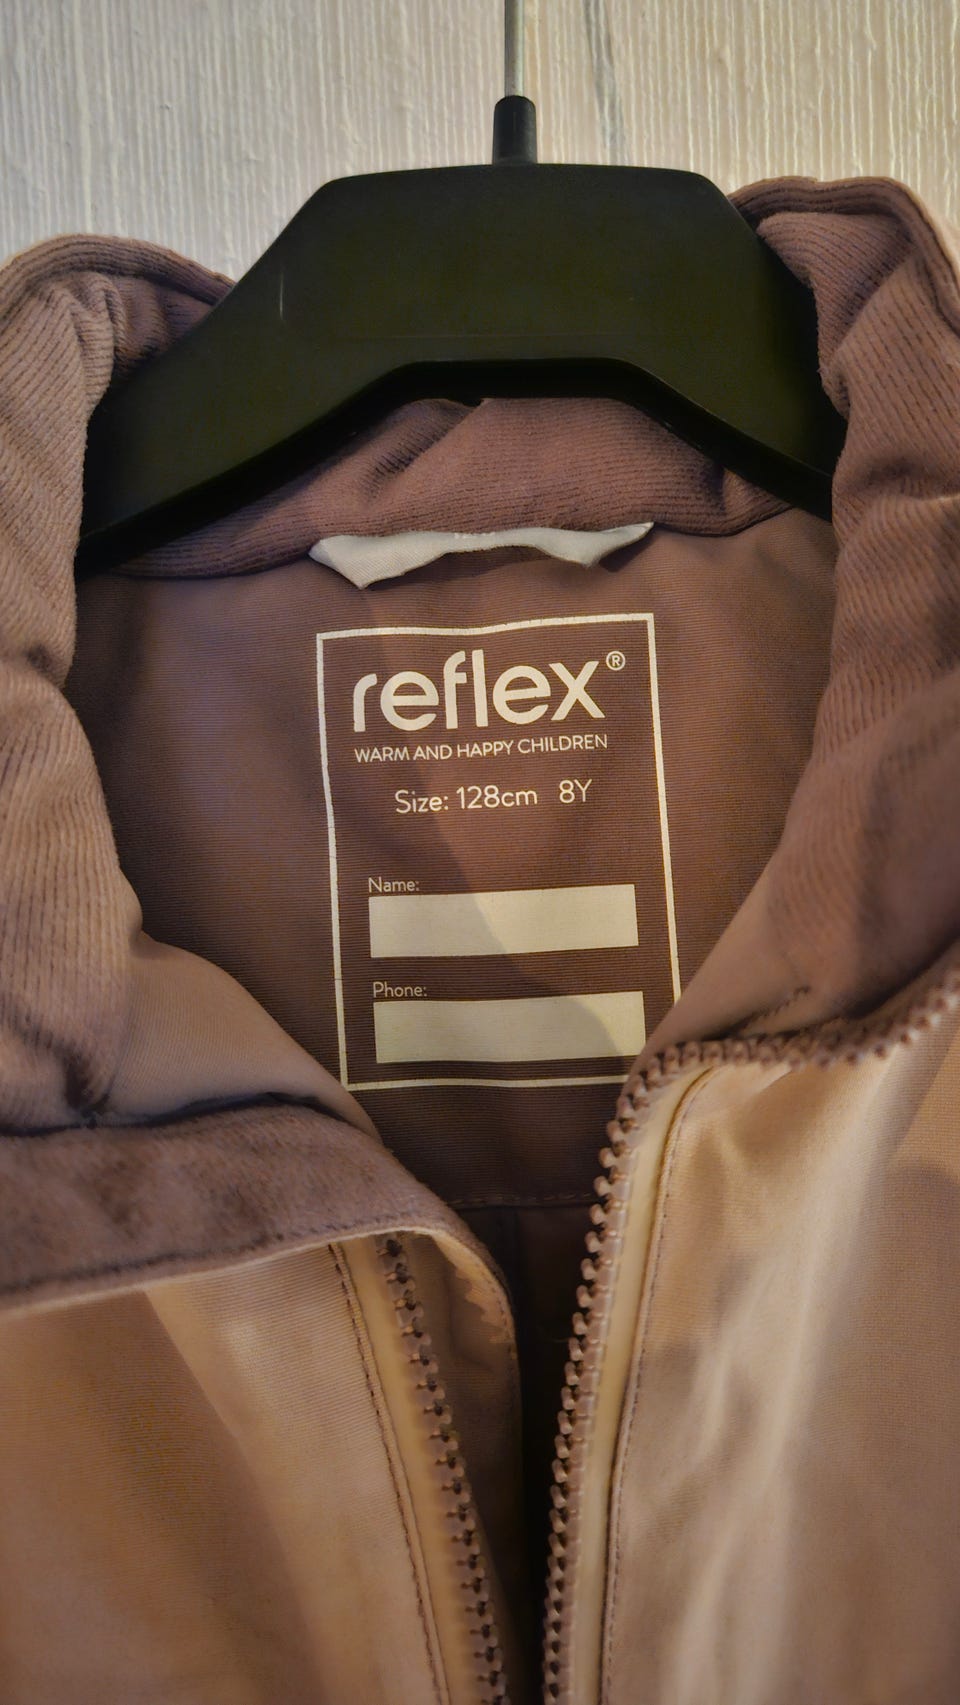 reflex®
WARM AND HAPPY CHILDREN
Size: 128cm 8Y
Name:
Phone: